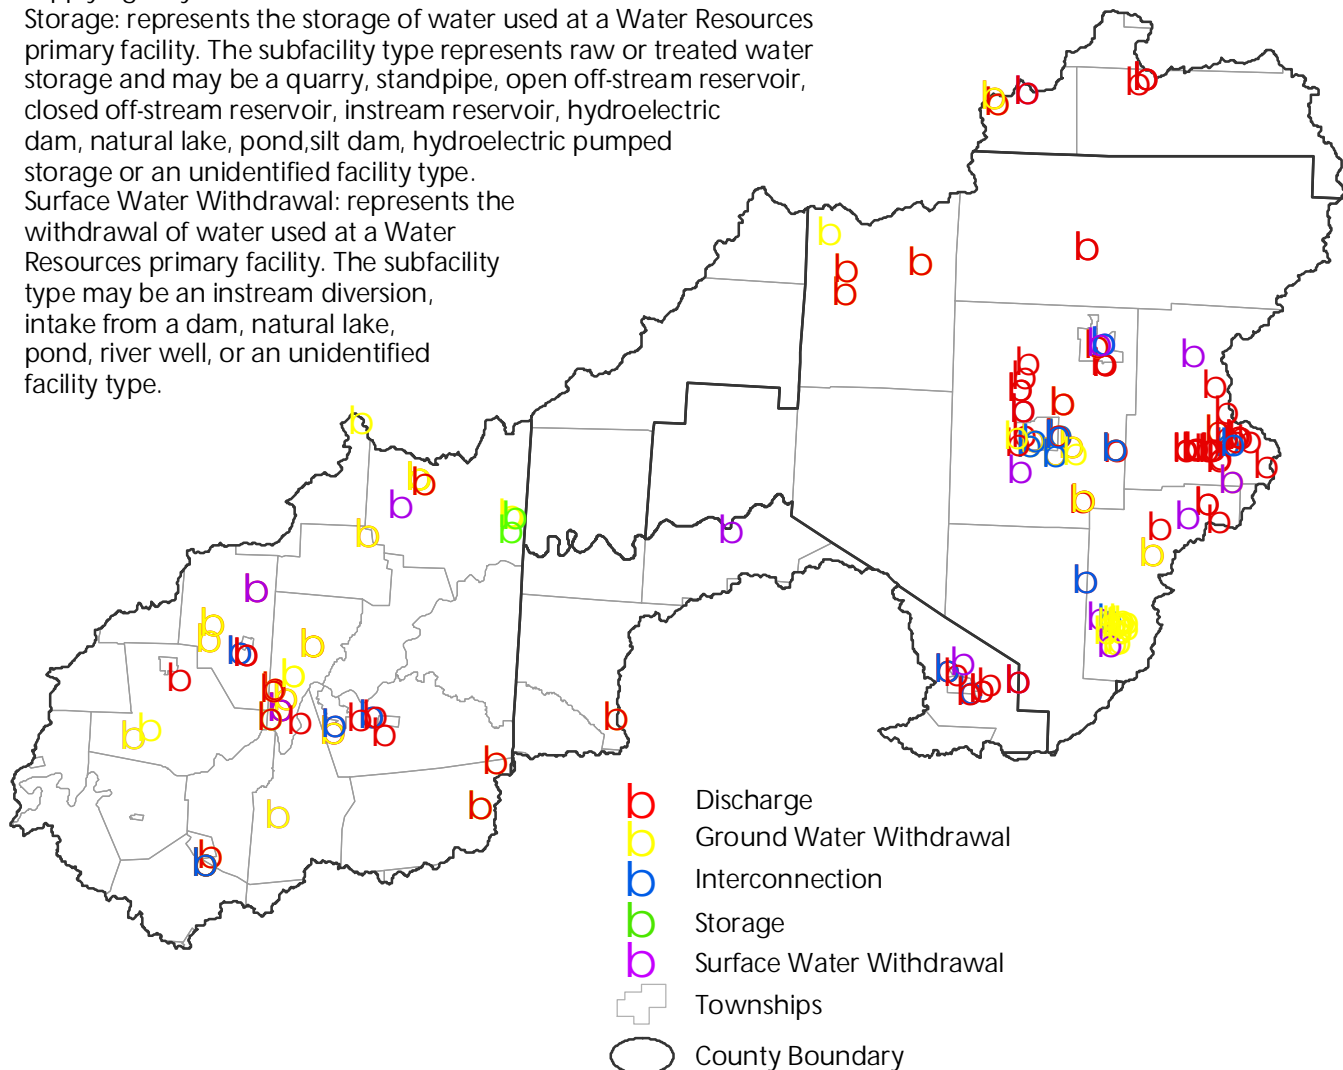 Storage: represents the storage of water used at a Water Resources
primary facility. The subfacility type represents raw or treated water
storage and may be a quarry, standpipe, open off-stream reservoir,
closed off-stream reservoir, instream reservoir, hydroelectric
dam, natural lake, pond,silt dam, hydroelectric pumped
storage or an unidentified facility type.
Surface Water Withdrawal: represents the
withdrawal of water used at a Water
Resources primary facility. The subfacility
type may be an instream diversion,
intake from a dam, natural lake,
pond, river well, or an unidentified
facility type.
b Discharge
b Ground Water Withdrawal
b Interconnection
b Storage
b Surface Water Withdrawal
Townships
County Boundary